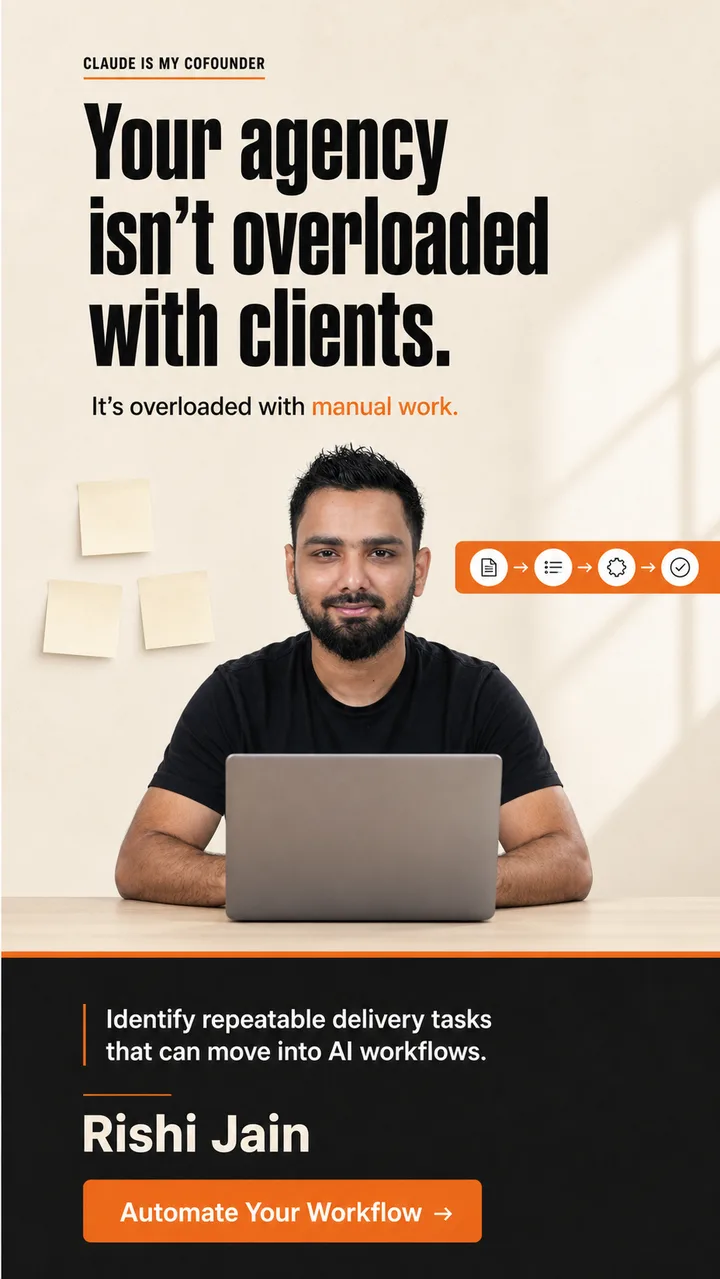 CLAUDE IS MY COFOUNDER
Your agency
isn’t overloaded
with clients.
It’s overloaded with manual work.
Identify repeatable delivery tasks
that can move into AI workflows.
Rishi Jain
Automate Your Workflow →